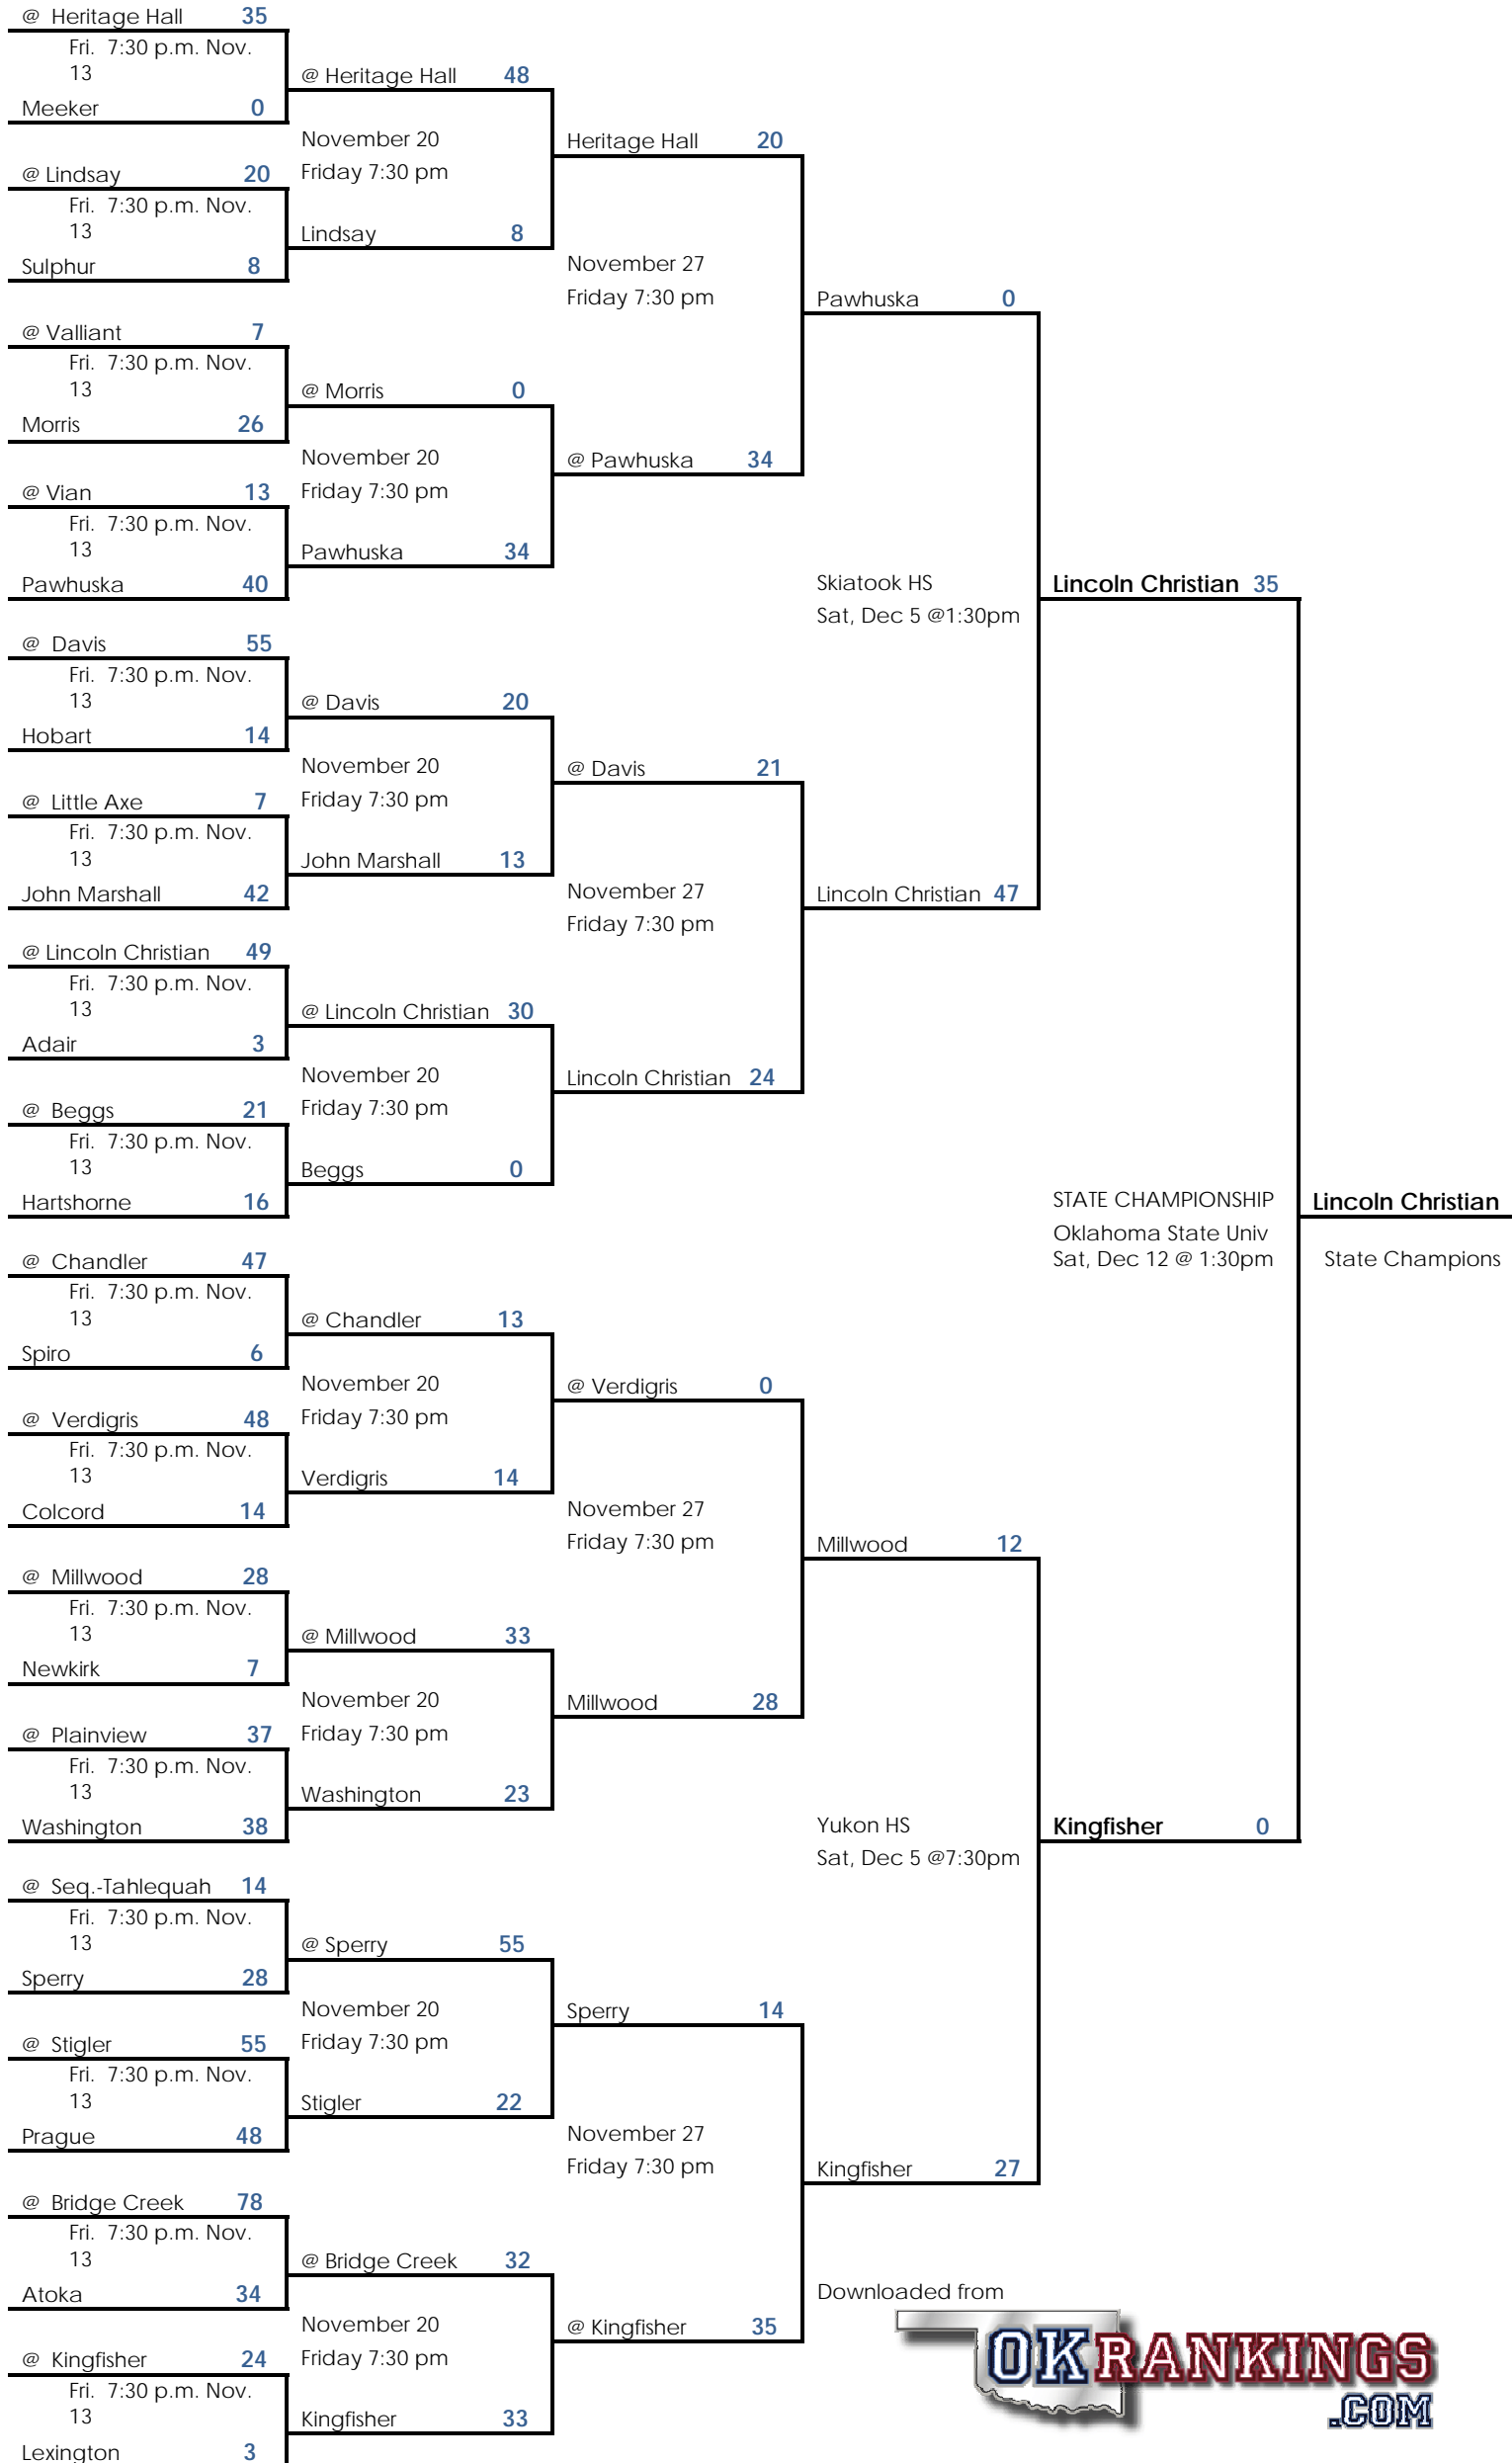 @ Heritage Hall 35
Fri. 7:30 p.m. Nov.
13
Meeker 0
@ Lindsay 20
Fri. 7:30 p.m. Nov.
13
Sulphur 8
@ Valliant 7
Fri. 7:30 p.m. Nov.
13
Morris 26
@ Vian 13
Fri. 7:30 p.m. Nov.
13
Pawhuska 40
@ Davis 55
Fri. 7:30 p.m. Nov.
13
Hobart 14
@ Little Axe 7
Fri. 7:30 p.m. Nov.
13
John Marshall 42
@ Lincoln Christian 49
Fri. 7:30 p.m. Nov.
13
Adair 3
@ Beggs 21
Fri. 7:30 p.m. Nov.
13
Hartshorne 16
@ Chandler 47
Fri. 7:30 p.m. Nov.
13
Spiro 6
@ Verdigris 48
Fri. 7:30 p.m. Nov.
13
Colcord 14
@ Millwood 28
Fri. 7:30 p.m. Nov.
13
Newkirk 7
@ Plainview 37
Fri. 7:30 p.m. Nov.
13
Washington 38
@ Seq.-Tahlequah 14
Fri. 7:30 p.m. Nov.
13
Sperry 28
@ Stigler 55
Fri. 7:30 p.m. Nov.
13
Prague 48
@ Bridge Creek 78
Fri. 7:30 p.m. Nov.
13
Atoka 34
@ Kingfisher 24
Fri. 7:30 p.m. Nov.
13
Lexington 3
@ Heritage Hall 48
November 20
Friday 7:30 pm
Lindsay 8
@ Morris 0
November 20
Friday 7:30 pm
Pawhuska 34
@ Davis 20
November 20
Friday 7:30 pm
John Marshall 13
@ Lincoln Christian 30
November 20
Friday 7:30 pm
Beggs 0
@ Chandler 13
November 20
Friday 7:30 pm
Verdigris 14
@ Millwood 33
November 20
Friday 7:30 pm
Washington 23
@ Sperry 55
November 20
Friday 7:30 pm
Stigler 22
@ Bridge Creek 32
November 20
Friday 7:30 pm
Kingfisher 33
Heritage Hall 20
November 27
Friday 7:30 pm
@ Pawhuska 34
@ Davis 21
November 27
Friday 7:30 pm
Lincoln Christian 24
@ Verdigris 0
November 27
Friday 7:30 pm
Millwood 28
Sperry 14
November 27
Friday 7:30 pm
@ Kingfisher 35
Pawhuska 0
Skiatook HS
Sat, Dec 5 @1:30pm
Lincoln Christian 47
Millwood 12
Yukon HS
Sat, Dec 5 @7:30pm
Kingfisher 27
Lincoln Christian 35
STATE CHAMPIONSHIP
Oklahoma State Univ
Sat, Dec 12 @ 1:30pm
Kingfisher 0
Lincoln Christian
State Champions
Downloaded from
OKRANKINGS
.COM